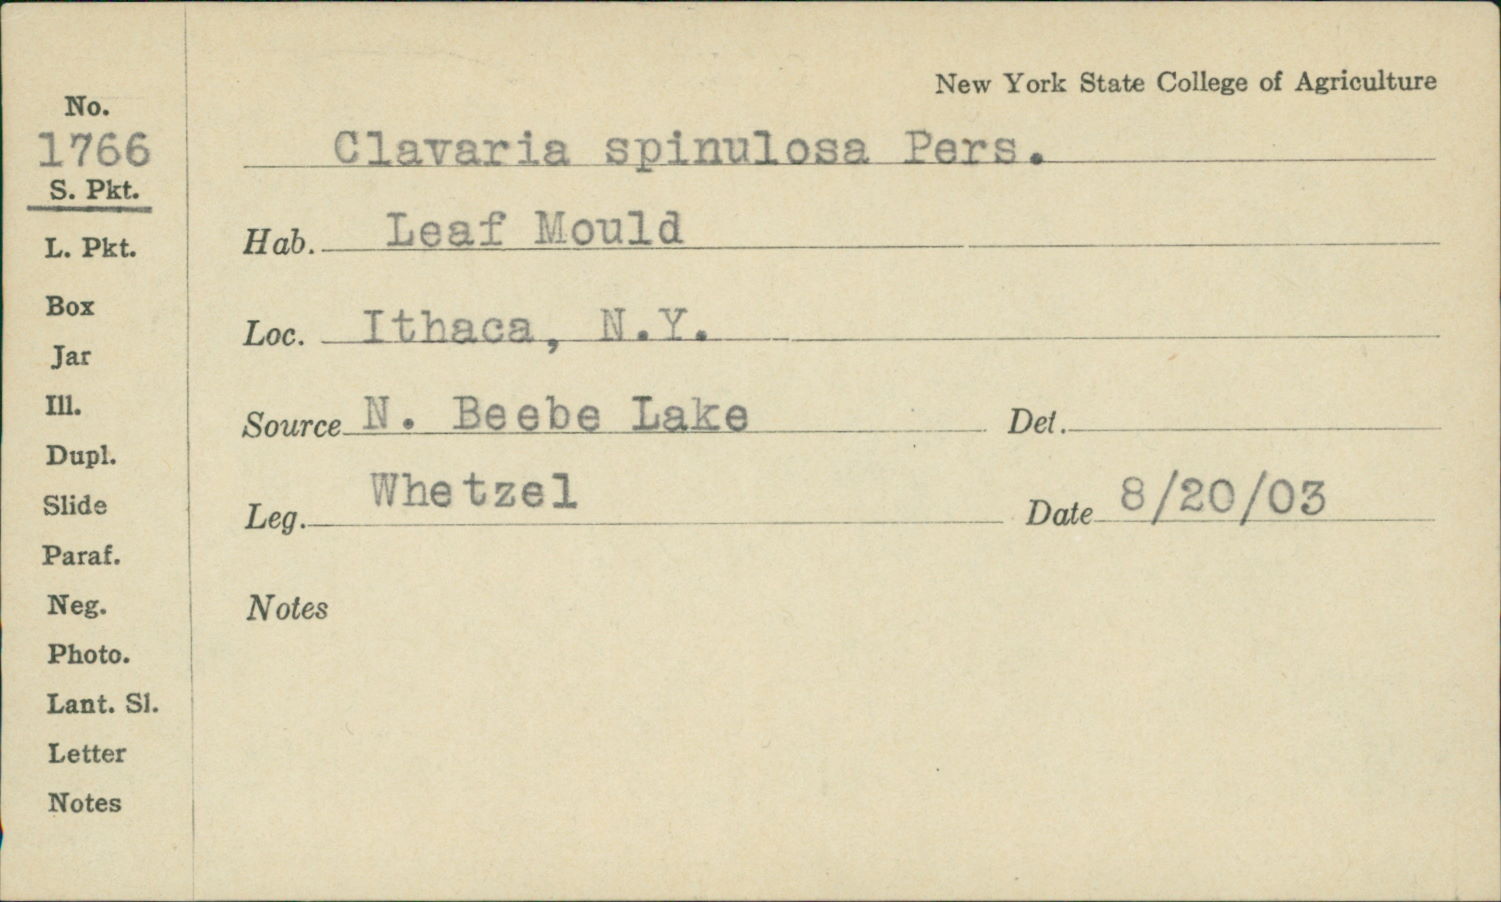 New York State College of Agriculture
No.
1766
S. Pkt.
L. Pkt.
Box
Jar
Ill.
Dupl.
Slide
Paraf.
Neg.
Photo.
Lant. Sl.
Letter
Notes
Clavaria spinulosa Pers.
Hab. Leaf Mould
Loc. Ithaca, N.Y.
Source N. Beebe Lake Det.
Leg. Whetzel Date 8/20/03
Notes